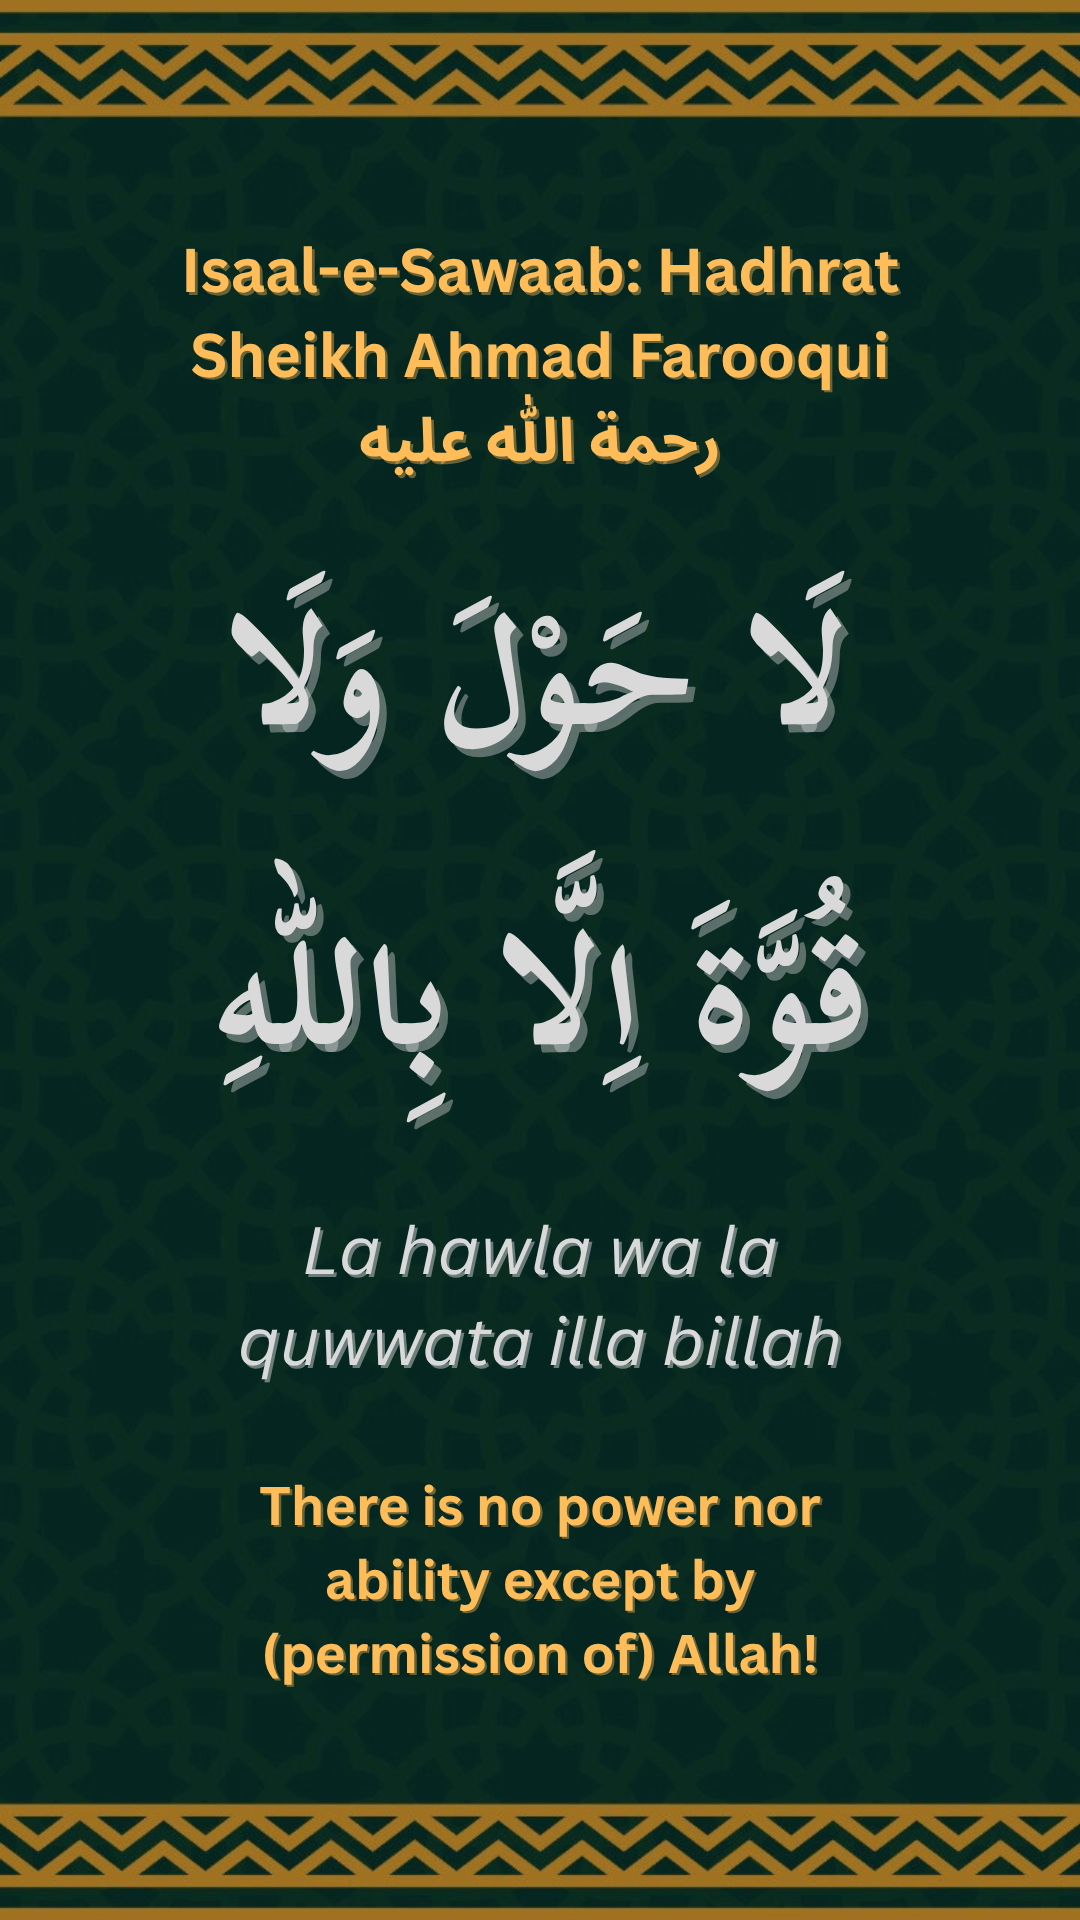 Isaal-e-Sawaab: Hadhrat
Sheikh Ahmad Farooqui
رحمة الله عليه
لَا حَوْلَ وَلَا
قُوَّةَ اِلَّا بِاللّٰهِ
La hawla wa la
quwwata illa billah
There is no power nor
ability except by
(permission of) Allah!